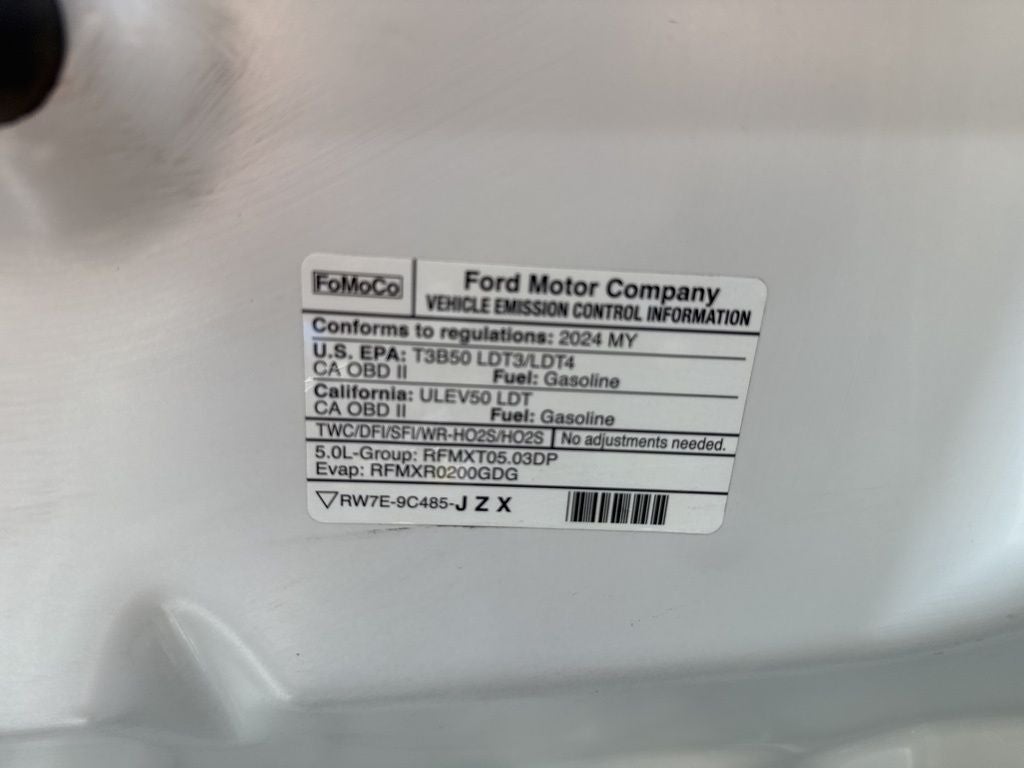 FoMoCo
Ford Motor Company
VEHICLE EMISSION CONTROL INFORMATION
Conforms to regulations: 2024 MY
U.S. EPA: T3B50 LDT3/LDT4
CA OBD II Fuel: Gasoline
California: ULEV50 LDT
CA OBD II Fuel: Gasoline
TWC/DFI/SFI/WR-HO2S/HO2S No adjustments needed.
5.0L-Group: RFMXT05.03DP
Evap: RFMXR0200GDG
RW7E-9C485-JZX